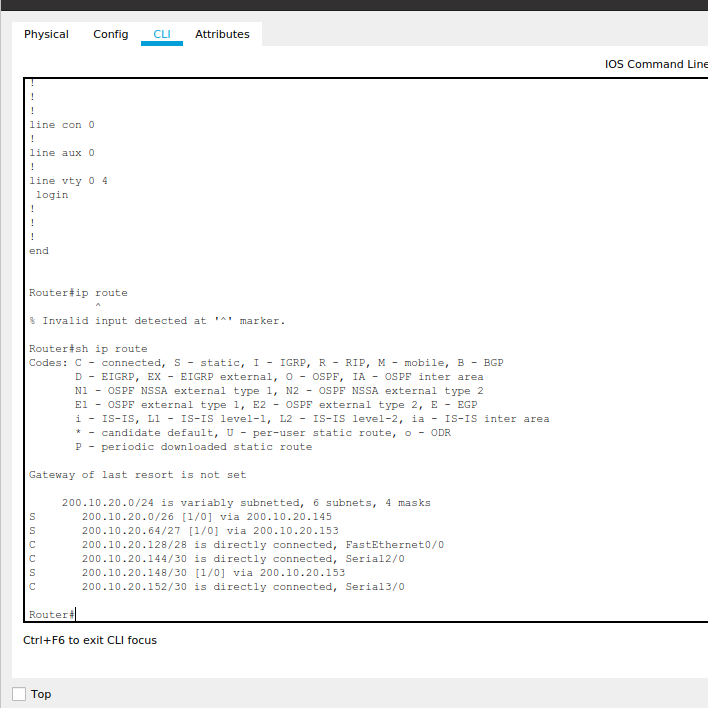 Physical Config CLI Attributes
IOS Command Line
!
!
!
line con 0
!
line aux 0
!
line vty 0 4
 login
!
!
!
end
Router#ip route
^
% Invalid input detected at '^' marker.
Router#sh ip route
Codes: C - connected, S - static, I - IGRP, R - RIP, M - mobile, B - BGP
D - EIGRP, EX - EIGRP external, O - OSPF, IA - OSPF inter area
N1 - OSPF NSSA external type 1, N2 - OSPF NSSA external type 2
E1 - OSPF external type 1, E2 - OSPF external type 2, E - EGP
i - IS-IS, L1 - IS-IS level-1, L2 - IS-IS level-2, ia - IS-IS inter area
* - candidate default, U - per-user static route, o - ODR
P - periodic downloaded static route
Gateway of last resort is not set
200.10.20.0/24 is variably subnetted, 6 subnets, 4 masks
S 200.10.20.0/26 [1/0] via 200.10.20.145
S 200.10.20.64/27 [1/0] via 200.10.20.153
C 200.10.20.128/28 is directly connected, FastEthernet0/0
C 200.10.20.144/30 is directly connected, Serial2/0
S 200.10.20.148/30 [1/0] via 200.10.20.153
C 200.10.20.152/30 is directly connected, Serial3/0
Router#
Ctrl+F6 to exit CLI focus
Top